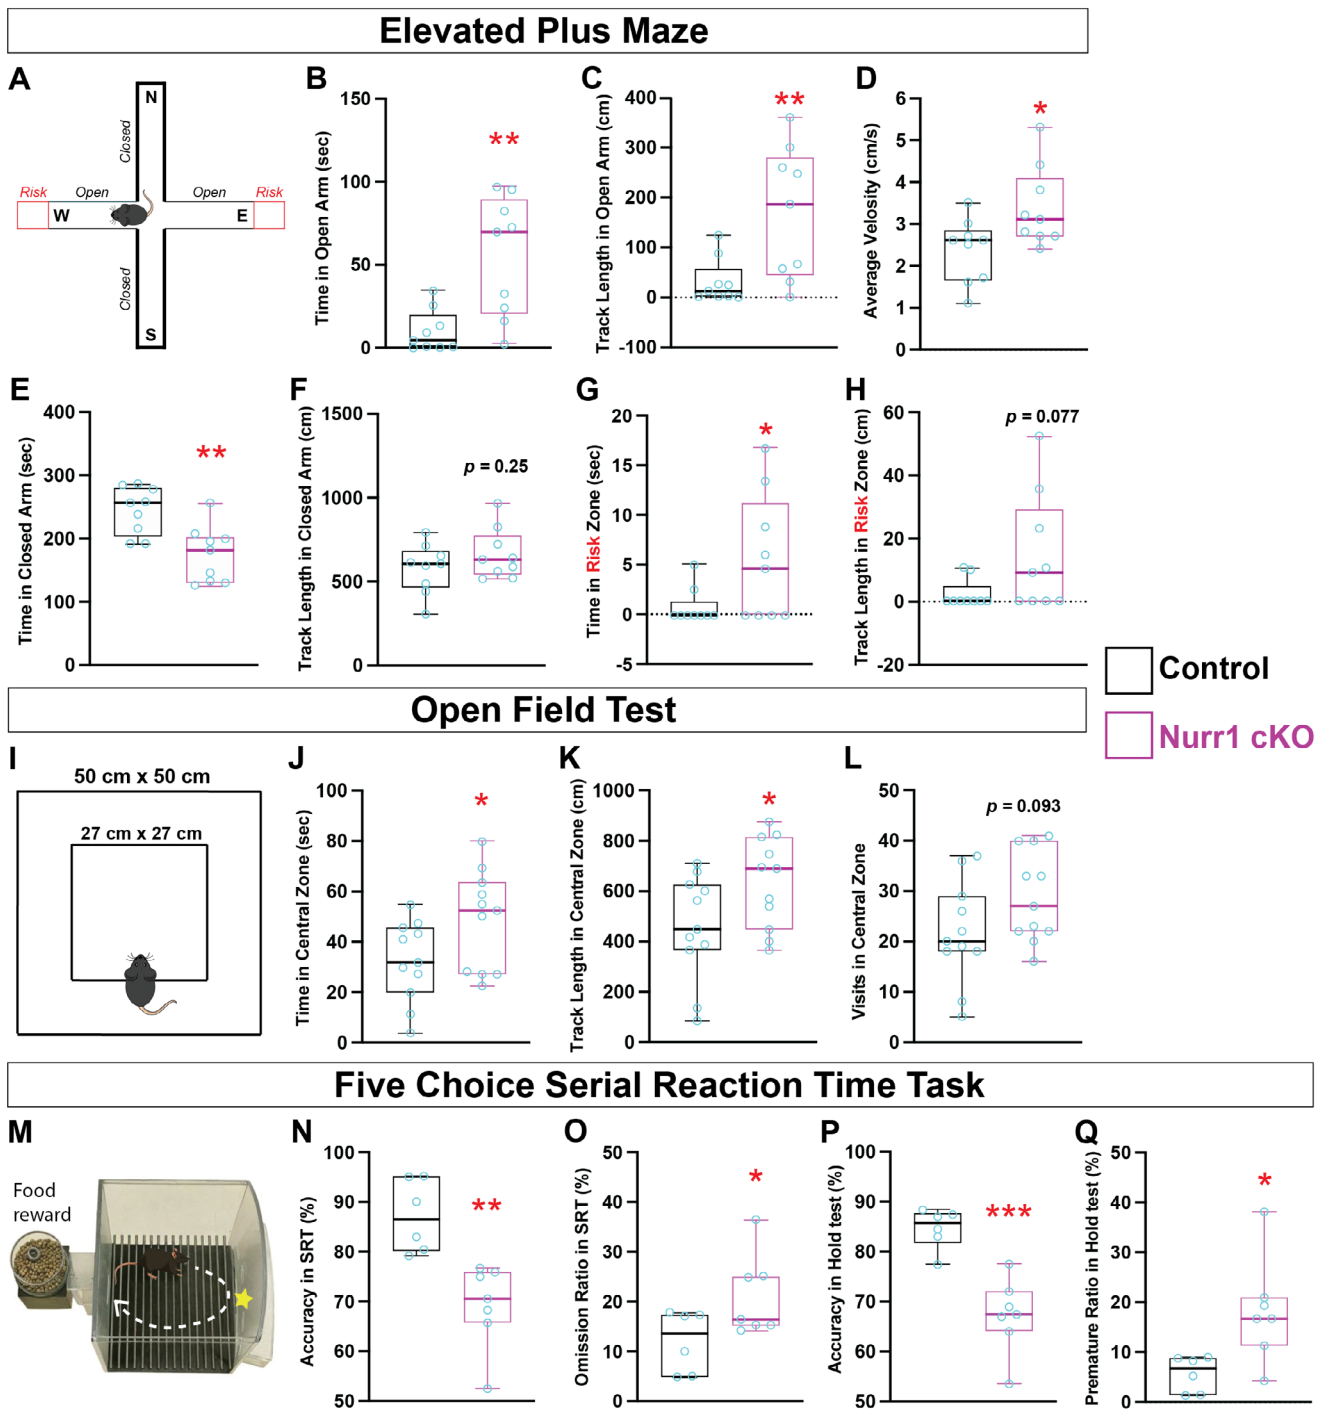 Elevated Plus Maze
A
N
Closed
Risk
Open
Open
Risk
W
E
Closed
S
B
Time in Open Arm (sec)
150
100
50
0
**
C
Track Length in Open Arm (cm)
400
300
200
100
0
-100
**
D
Average Velosity (cm/s)
6
5
4
3
2
1
0
*
E
Time in Closed Arm (sec)
400
300
200
100
0
**
F
Track Length in Closed Arm (cm)
1500
1000
500
0
p = 0.25
G
Time in Risk Zone (sec)
20
15
10
5
0
-5
*
H
Track Length in Risk Zone (cm)
60
40
20
0
-20
p = 0.077
Control
Nurr1 cKO
Open Field Test
I
50 cm x 50 cm
27 cm x 27 cm
J
Time in Central Zone (sec)
100
80
60
40
20
0
*
K
Track Length in Central Zone (cm)
1000
800
600
400
200
0
*
L
Visits in Central Zone
50
40
30
20
10
0
p = 0.093
Five Choice Serial Reaction Time Task
M
Food
reward
N
Accuracy in SRT (%)
100
90
80
70
60
50
**
O
Omission Ratio in SRT (%)
50
40
30
20
10
0
*
P
Accuracy in Hold test (%)
100
90
80
70
60
50
***
Q
Premature Ratio in Hold test (%)
50
40
30
20
10
0
*